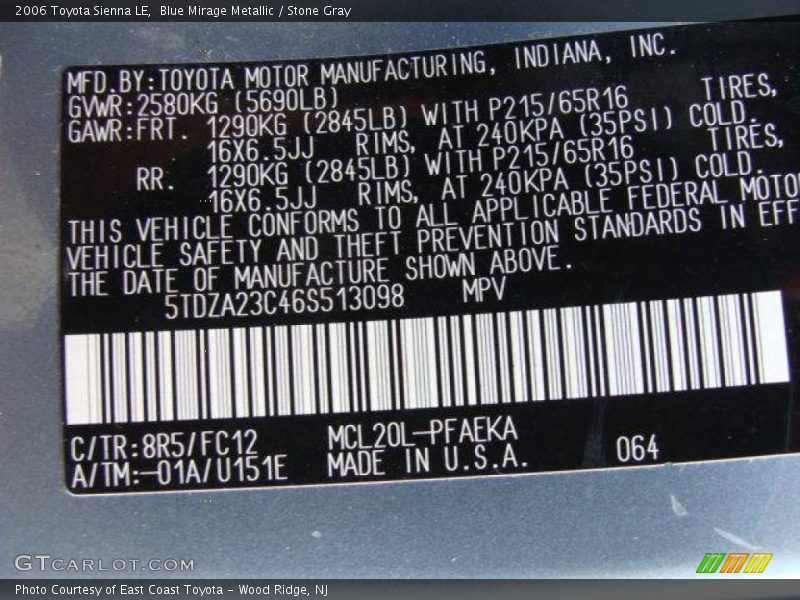 2006 Toyota Sienna LE,  Blue Mirage Metallic / Stone Gray
MFD.BY:TOYOTA MOTOR MANUFACTURING, INDIANA, INC.
GVWR:2580KG (5690LB)
GAWR:FRT. 1290KG (2845LB) WITH P215/65R16 TIRES,
16X6.5JJ RIMS, AT 240KPA (35PSI) COLD.
RR. 1290KG (2845LB) WITH P215/65R16 TIRES,
16X6.5JJ RIMS, AT 240KPA (35PSI) COLD.
THIS VEHICLE CONFORMS TO ALL APPLICABLE FEDERAL MOTO
VEHICLE SAFETY AND THEFT PREVENTION STANDARDS IN EFF
THE DATE OF MANUFACTURE SHOWN ABOVE.
5TDZA23C46S513098 MPV
C/TR:8R5/FC12 MCL20L-PFAEKA
A/TM:-01A/U151E MADE IN U.S.A. 064
GTCARLOT.COM
Photo Courtesy of East Coast Toyota - Wood Ridge, NJ